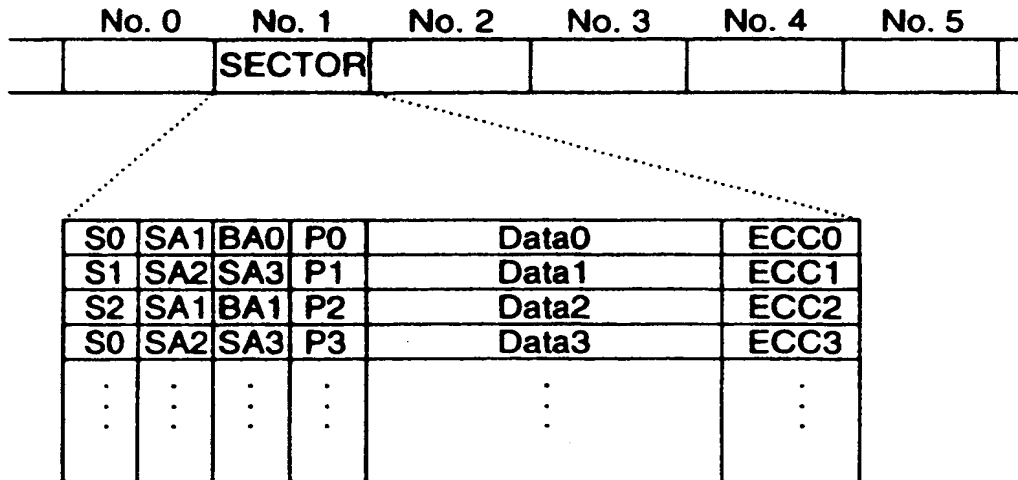 No. 0 No. 1 No. 2 No. 3 No. 4 No. 5
SECTOR
S0 SA1 BA0 P0 Data0 ECC0
S1 SA2 SA3 P1 Data1 ECC1
S2 SA1 BA1 P2 Data2 ECC2
S0 SA2 SA3 P3 Data3 ECC3